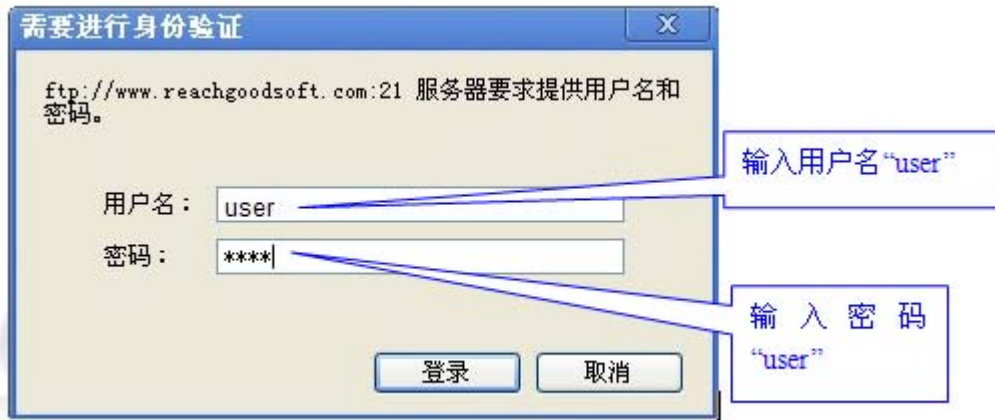 需要进行身份验证
ftp://www.reachgoodsoft.com:21 服务器要求提供用户名和
密码。
用户名： user
输入用户名“user”
密码： ****
输入密码
“user”
登录 取消